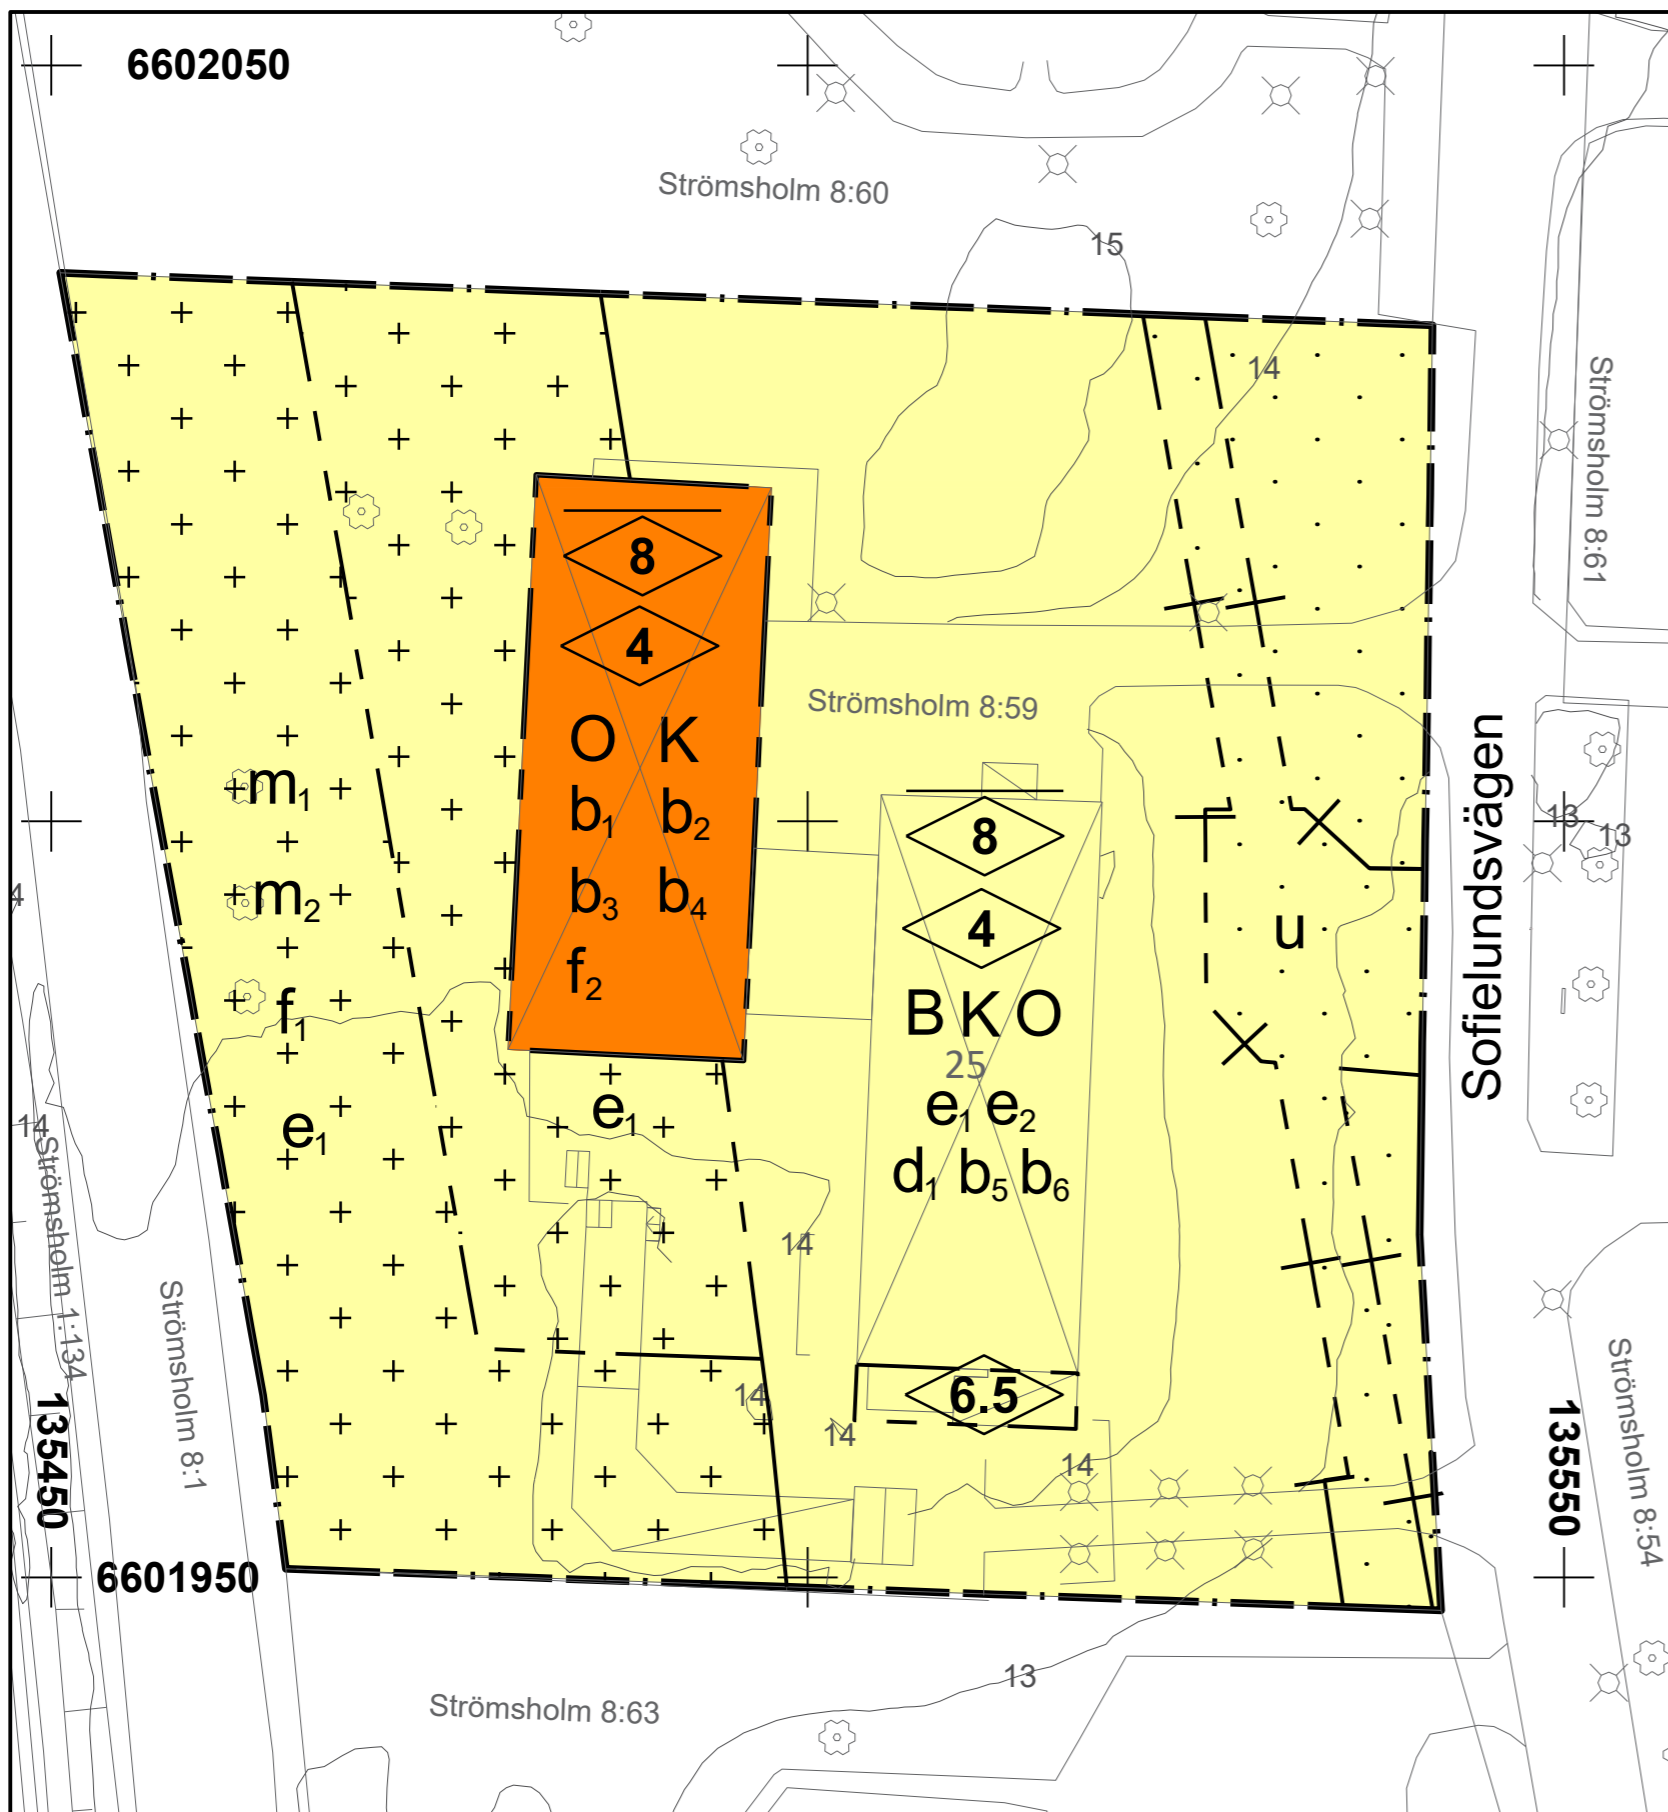 6602050
Strömsholm 8:60
15
14
Strömsholm 8:61
8
4
Strömsholm 8:59
O K
b1 b2
b3 b4
f2
m1
m2
f1
e1
e1
8
4
B K O
25
e1 e2
d1 b5 b6
6.5
u
Sofielundsvägen
13
13
4
14
Strömsholm 1:134
Strömsholm 8:1
14
14
14
14
135450
135550
Strömsholm 8:54
6601950
13
Strömsholm 8:63